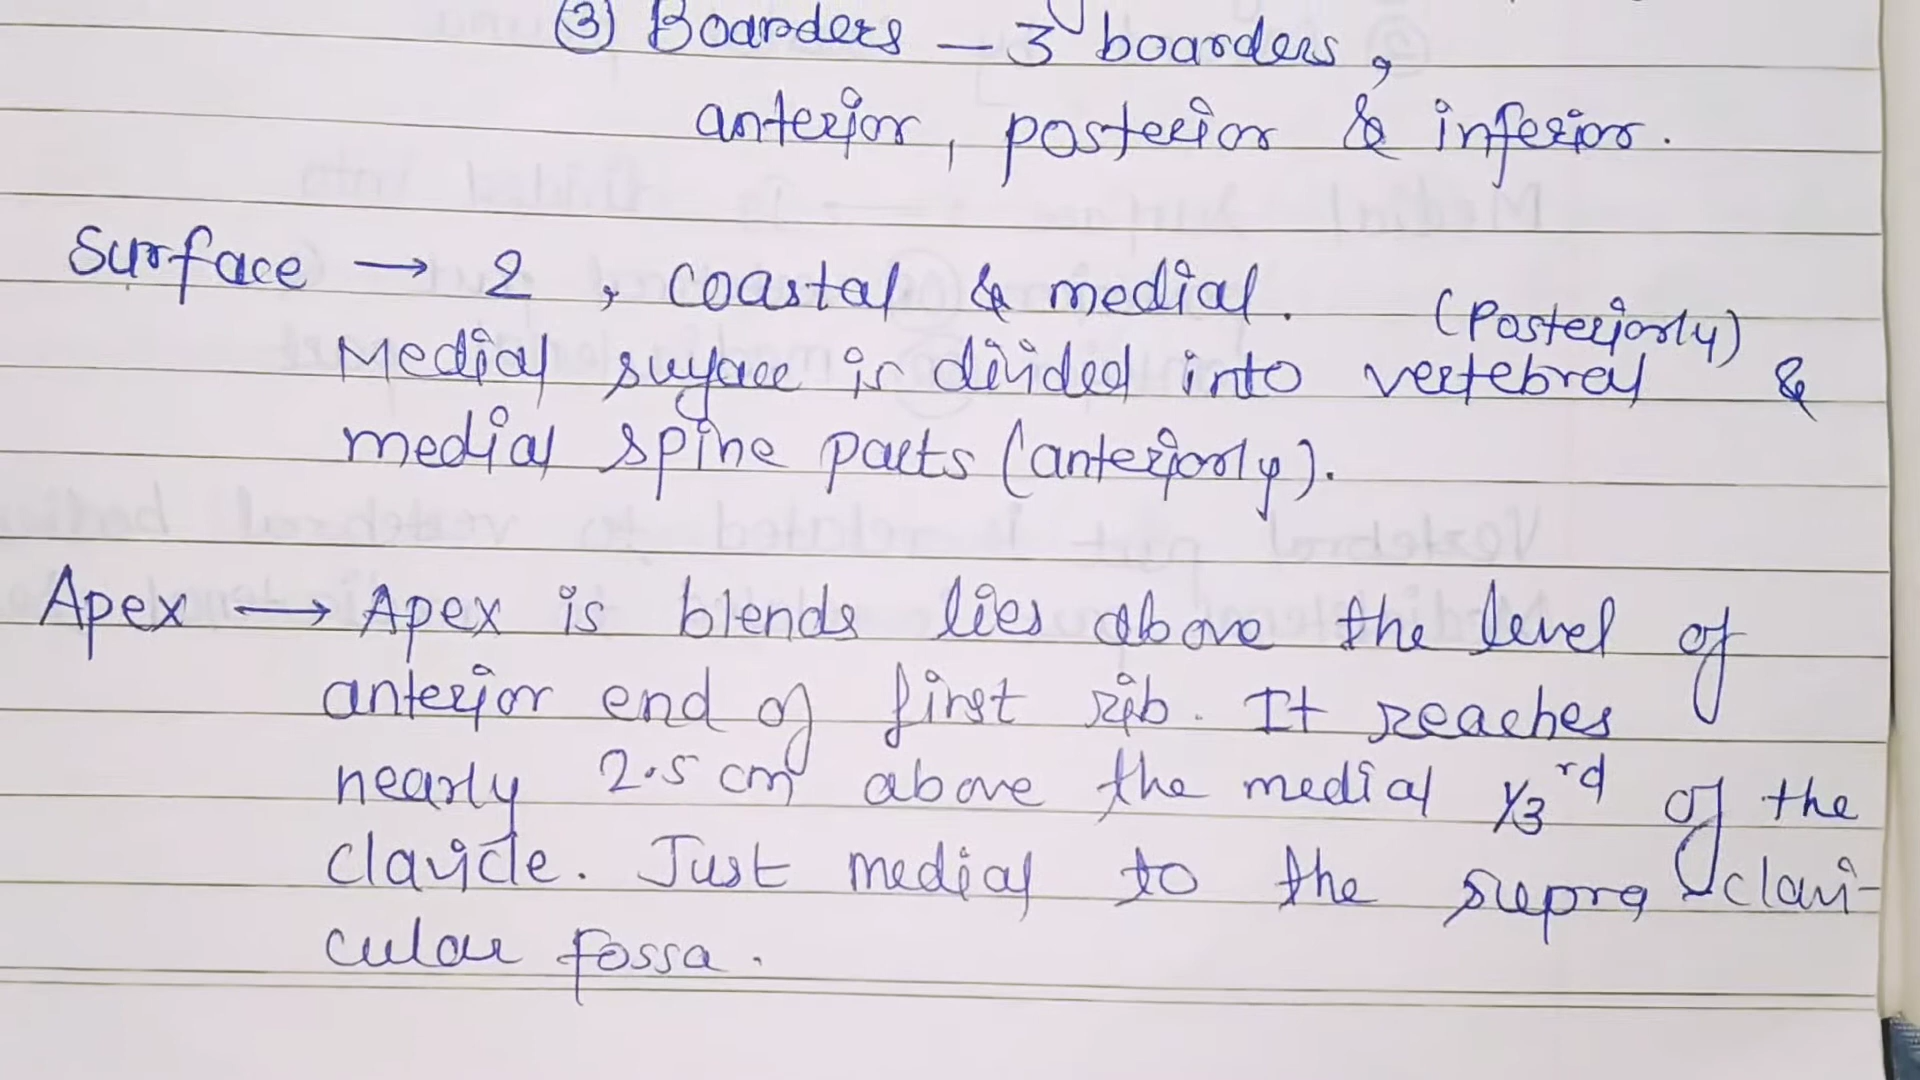 ③ Boarders – 3 boarders,
anterior, posterior & inferior.
Surface → 2, coastal & medial.
(Posteriorly)
Medial surface is divided into vertebral &
medial spine parts (anteriorly).
Apex → Apex is blends lies above the level of
anterior end of first rib. It reaches
nearly 2.5 cm above the medial 1/3rd of the
clavicle. Just medial to the supra clavi-
cular fossa.